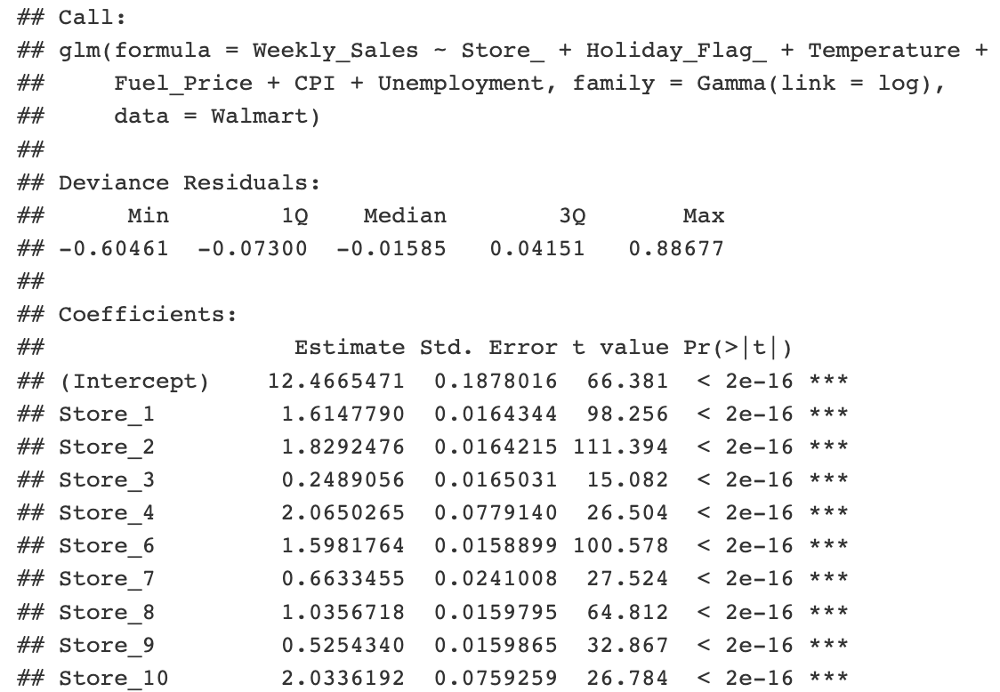 ## Call:
## glm(formula = Weekly_Sales ~ Store_ + Holiday_Flag_ + Temperature +
##     Fuel_Price + CPI + Unemployment, family = Gamma(link = log),
##     data = Walmart)
##
## Deviance Residuals:
##      Min        1Q    Median        3Q       Max
## -0.60461  -0.07300  -0.01585   0.04151   0.88677
##
## Coefficients:
##                  Estimate Std. Error t value Pr(>|t|)
## (Intercept)    12.4665471  0.1878016  66.381  < 2e-16 ***
## Store_1         1.6147790  0.0164344  98.256  < 2e-16 ***
## Store_2         1.8292476  0.0164215 111.394  < 2e-16 ***
## Store_3         0.2489056  0.0165031  15.082  < 2e-16 ***
## Store_4         2.0650265  0.0779140  26.504  < 2e-16 ***
## Store_6         1.5981764  0.0158899 100.578  < 2e-16 ***
## Store_7         0.6633455  0.0241008  27.524  < 2e-16 ***
## Store_8         1.0356718  0.0159795  64.812  < 2e-16 ***
## Store_9         0.5254340  0.0159865  32.867  < 2e-16 ***
## Store_10        2.0336192  0.0759259  26.784  < 2e-16 ***